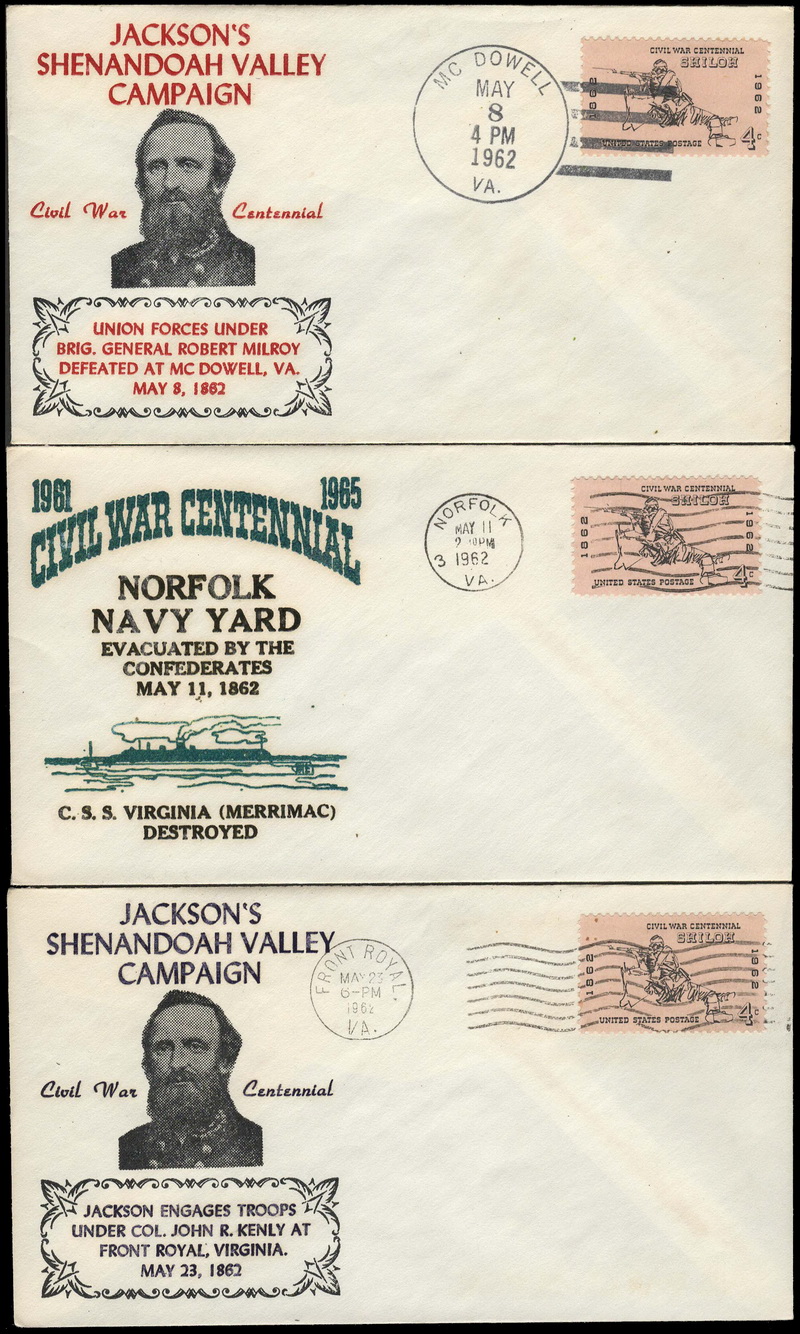 JACKSON'S
SHENANDOAH VALLEY
CAMPAIGN
Civil War Centennial
UNION FORCES UNDER
BRIG. GENERAL ROBERT MILROY
DEFEATED AT MC DOWELL, VA.
MAY 8, 1862
MC DOWELL
MAY
8
4 PM
1962
VA.
CIVIL WAR CENTENNIAL
SHILOH
1862
1962
UNITED STATES POSTAGE
4c
1961 1965
CIVIL WAR CENTENNIAL
NORFOLK
NAVY YARD
EVACUATED BY THE
CONFEDERATES
MAY 11, 1862
C. S. S. VIRGINIA (MERRIMAC)
DESTROYED
NORFOLK
MAY 11
PM
3 1962
VA.
CIVIL WAR CENTENNIAL
SHILOH
1862
1962
UNITED STATES POSTAGE
4c
JACKSON'S
SHENANDOAH VALLEY
CAMPAIGN
Civil War Centennial
JACKSON ENGAGES TROOPS
UNDER COL. JOHN R. KENLY AT
FRONT ROYAL, VIRGINIA.
MAY 23, 1862
FRONT ROYAL.
MAY 23
6-PM
1962
VA.
CIVIL WAR CENTENNIAL
SHILOH
1862
1962
UNITED STATES POSTAGE
4c